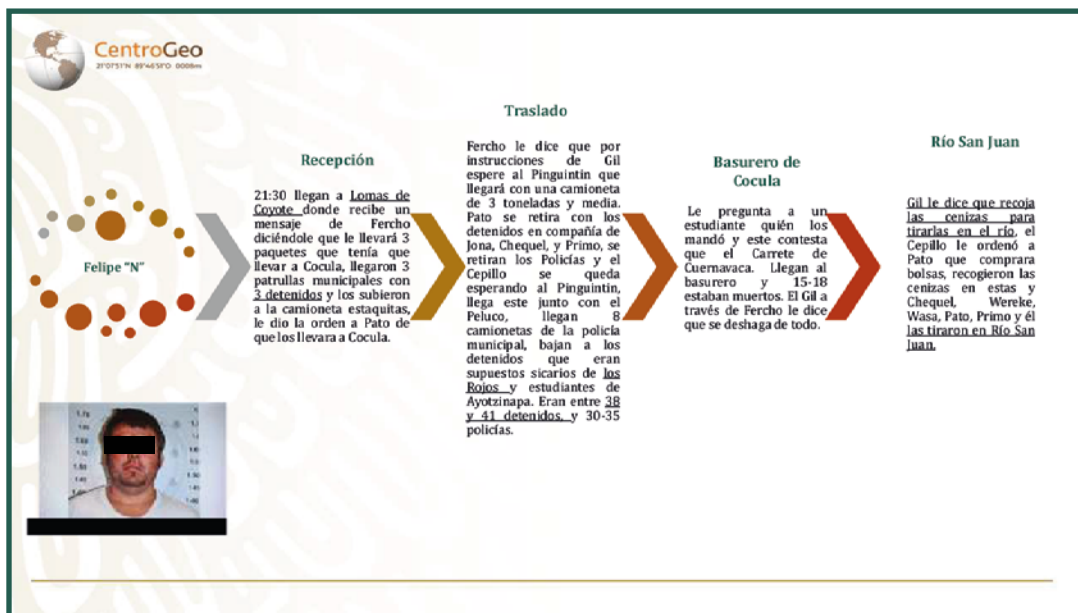 CentroGeo
21°07'51"N 89°46'51"O 0008m
Felipe "N"
Recepción
21:30 llegan a Lomas de
Coyote donde recibe un
mensaje de Fercho
diciéndole que le llevará 3
paquetes que tenía que
llevar a Cocula, llegaron 3
patrullas municipales con
3 detenidos y los subieron
a la camioneta estaquitas,
le dio la orden a Pato de
que los llevara a Cocula.
Traslado
Fercho le dice que por
instrucciones de Gil
espere al Pinguintin que
llegará con una camioneta
de 3 toneladas y media.
Pato se retira con los
detenidos en compañía de
Jona, Chequel, y Primo, se
retiran los Policías y el
Cepillo se queda
esperando al Pinguintin,
llega este junto con el
Peluco, llegan 8
camionetas de la policía
municipal, bajan a los
detenidos que eran
supuestos sicarios de los
Rojos y estudiantes de
Ayotzinapa. Eran entre 38
y 41 detenidos, y 30-35
policías.
Basurero de
Cocula
Le pregunta a un
estudiante quién los
mandó y este contesta
que el Carrete de
Cuernavaca. Llegan al
basurero y 15-18
estaban muertos. El Gil a
través de Fercho le dice
que se deshaga de todo.
Río San Juan
Gil le dice que recoja
las cenizas para
tirarlas en el río, el
Cepillo le ordenó a
Pato que comprara
bolsas, recogieron las
cenizas en estas y
Chequel, Wereke,
Wasa, Pato, Primo y él
las tiraron en Río San
Juan.